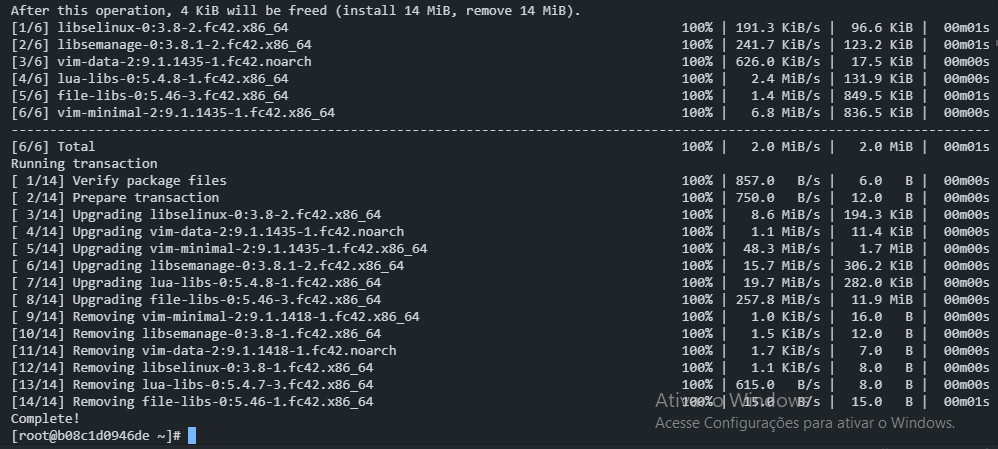 After this operation, 4 KiB will be freed (install 14 MiB, remove 14 MiB).
[1/6] libselinux-0:3.8-2.fc42.x86_64 100% | 191.3 KiB/s | 96.6 KiB | 00m01s
[2/6] libsemanage-0:3.8.1-2.fc42.x86_64 100% | 241.7 KiB/s | 123.2 KiB | 00m01s
[3/6] vim-data-2:9.1.1435-1.fc42.noarch 100% | 626.0 KiB/s | 17.5 KiB | 00m00s
[4/6] lua-libs-0:5.4.8-1.fc42.x86_64 100% | 2.4 MiB/s | 131.9 KiB | 00m00s
[5/6] file-libs-0:5.46-3.fc42.x86_64 100% | 1.4 MiB/s | 849.5 KiB | 00m01s
[6/6] vim-minimal-2:9.1.1435-1.fc42.x86_64 100% | 6.8 MiB/s | 836.5 KiB | 00m00s
--------------------------------------------------------------------------------
[6/6] Total 100% | 2.0 MiB/s | 2.0 MiB | 00m01s
Running transaction
[ 1/14] Verify package files 100% | 857.0 B/s | 6.0 B | 00m00s
[ 2/14] Prepare transaction 100% | 750.0 B/s | 12.0 B | 00m00s
[ 3/14] Upgrading libselinux-0:3.8-2.fc42.x86_64 100% | 8.6 MiB/s | 194.3 KiB | 00m00s
[ 4/14] Upgrading vim-data-2:9.1.1435-1.fc42.noarch 100% | 1.1 MiB/s | 11.4 KiB | 00m00s
[ 5/14] Upgrading vim-minimal-2:9.1.1435-1.fc42.x86_64 100% | 48.3 MiB/s | 1.7 MiB | 00m00s
[ 6/14] Upgrading libsemanage-0:3.8.1-2.fc42.x86_64 100% | 15.7 MiB/s | 306.2 KiB | 00m00s
[ 7/14] Upgrading lua-libs-0:5.4.8-1.fc42.x86_64 100% | 19.7 MiB/s | 282.0 KiB | 00m00s
[ 8/14] Upgrading file-libs-0:5.46-3.fc42.x86_64 100% | 257.8 MiB/s | 11.9 MiB | 00m00s
[ 9/14] Removing vim-minimal-2:9.1.1418-1.fc42.x86_64 100% | 1.0 KiB/s | 16.0 B | 00m00s
[10/14] Removing libsemanage-0:3.8-1.fc42.x86_64 100% | 1.5 KiB/s | 12.0 B | 00m00s
[11/14] Removing vim-data-2:9.1.1418-1.fc42.noarch 100% | 1.7 KiB/s | 7.0 B | 00m00s
[12/14] Removing libselinux-0:3.8-1.fc42.x86_64 100% | 1.1 KiB/s | 8.0 B | 00m00s
[13/14] Removing lua-libs-0:5.4.7-3.fc42.x86_64 100% | 615.0 B/s | 8.0 B | 00m00s
[14/14] Removing file-libs-0:5.46-1.fc42.x86_64 100% | 15.0 B/s | 15.0 B | 00m01s
Complete!
[root@b08c1d0946de ~]#
Ativar o Windows
Acesse Configurações para ativar o Windows.